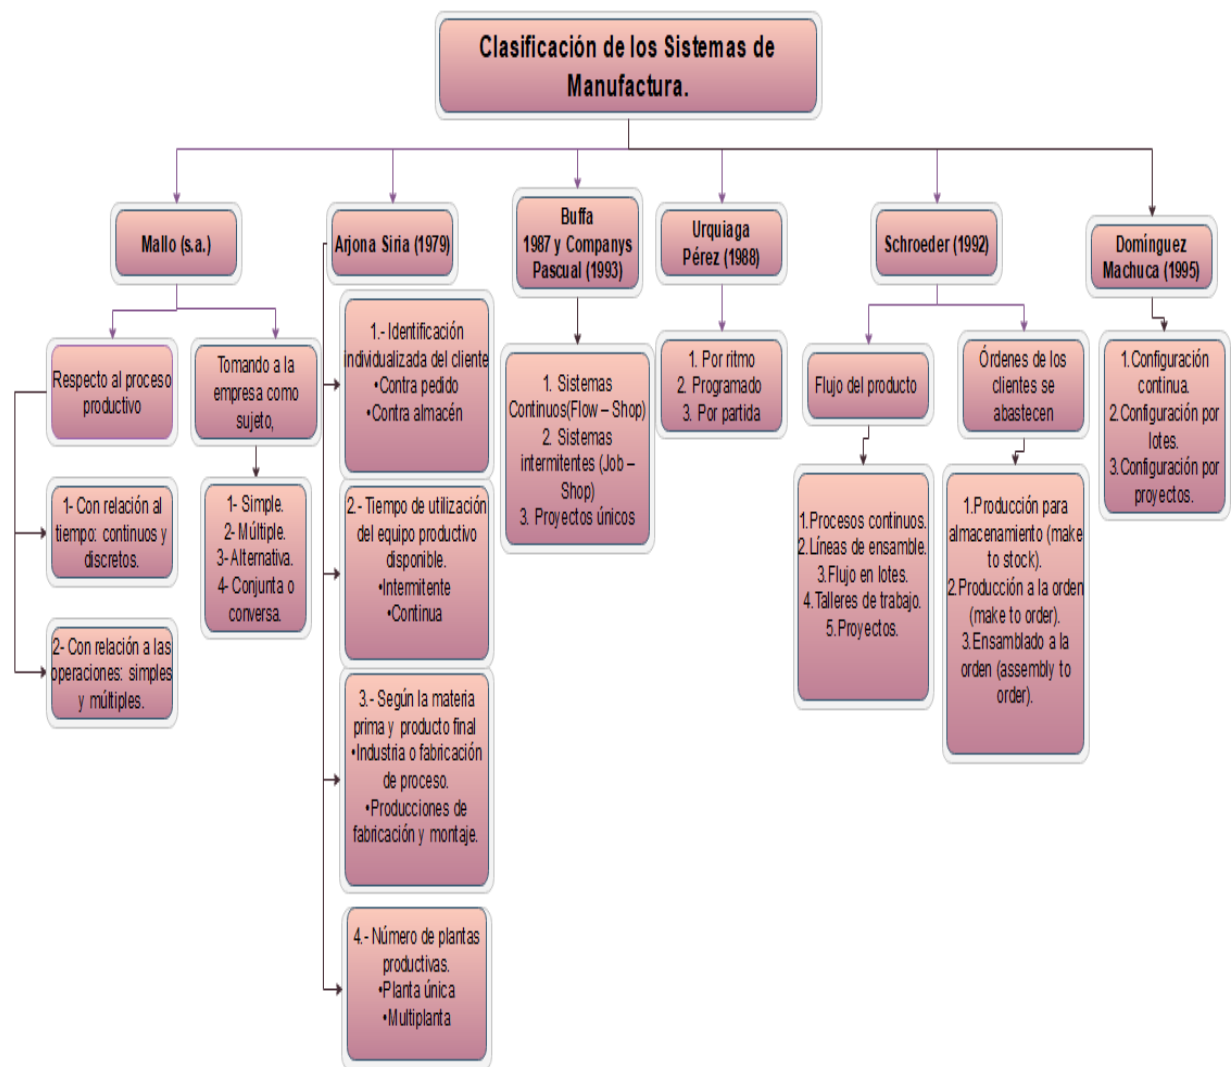 Clasificación de los Sistemas de
Manufactura.
Mallo (s.a.)
Respecto al proceso
productivo
1- Con relación al
tiempo: continuos y
discretos.
2- Con relación a las
operaciones: simples
y múltiples.
Tomando a la
empresa como
sujeto,
1- Simple.
2- Múltiple.
3- Alternativa.
4- Conjunta o
conversa.
Arjona Siria (1979)
1.- Identificación
individualizada del cliente
•Contra pedido
•Contra almacén
2.- Tiempo de utilización
del equipo productivo
disponible.
•Intermitente
•Continua
3.- Según la materia
prima y producto final
•Industria o fabricación
de proceso.
•Producciones de
fabricación y montaje.
4.- Número de plantas
productivas.
•Planta única
•Multiplanta
Buffa
1987 y Companys
Pascual (1993)
1. Sistemas
Continuos(Flow – Shop)
2. Sistemas
intermitentes (Job –
Shop)
3. Proyectos únicos
Urquiaga
Pérez (1988)
1. Por ritmo
2. Programado
3. Por partida
Schroeder (1992)
Flujo del producto
1.Procesos continuos.
2.Líneas de ensamble.
3.Flujo en lotes.
4.Talleres de trabajo.
5.Proyectos.
Órdenes de los
clientes se
abastecen
1.Producción para
almacenamiento (make
to stock).
2.Producción a la orden
(make to order).
3.Ensamblado a la
orden (assembly to
order).
Domínguez
Machuca (1995)
1.Configuración
continua.
2.Configuración por
lotes.
3.Configuración por
proyectos.